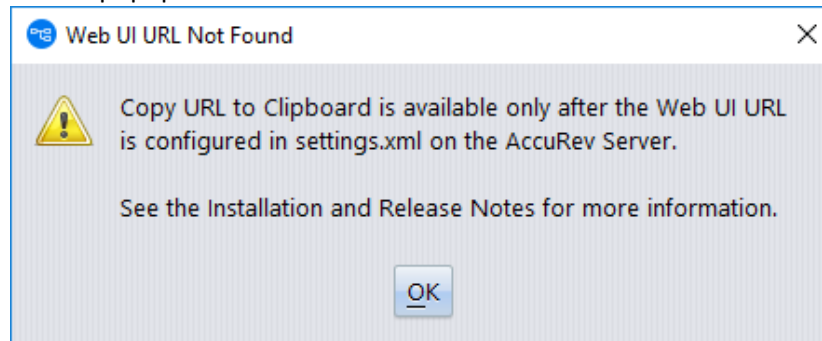 Web UI URL Not Found
Copy URL to Clipboard is available only after the Web UI URL
is configured in settings.xml on the AccuRev Server.
See the Installation and Release Notes for more information.
OK